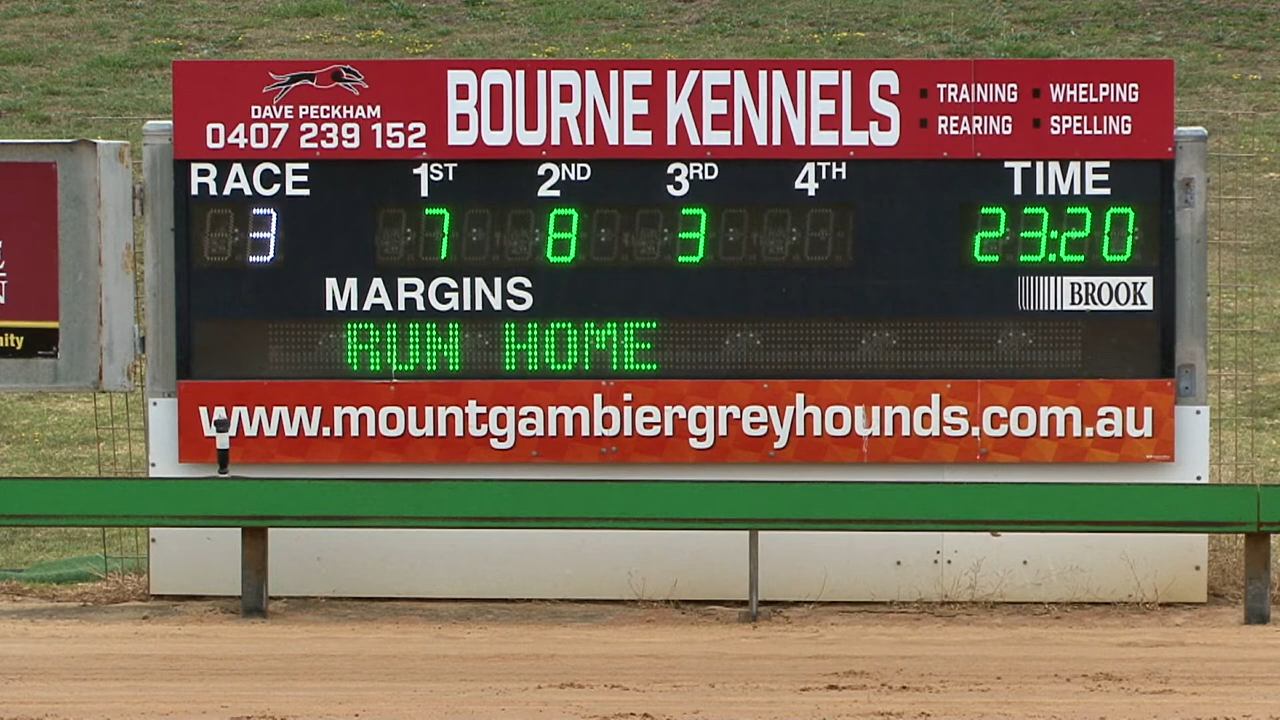 DAVE PECKHAM
0407 239 152
BOURNE KENNELS
TRAINING WHELPING
REARING SPELLING
RACE 1ST 2ND 3RD 4TH TIME
3 7 8 3 23:20
MARGINS
BROOK
RUN HOME
www.mountgambiergreyhounds.com.au